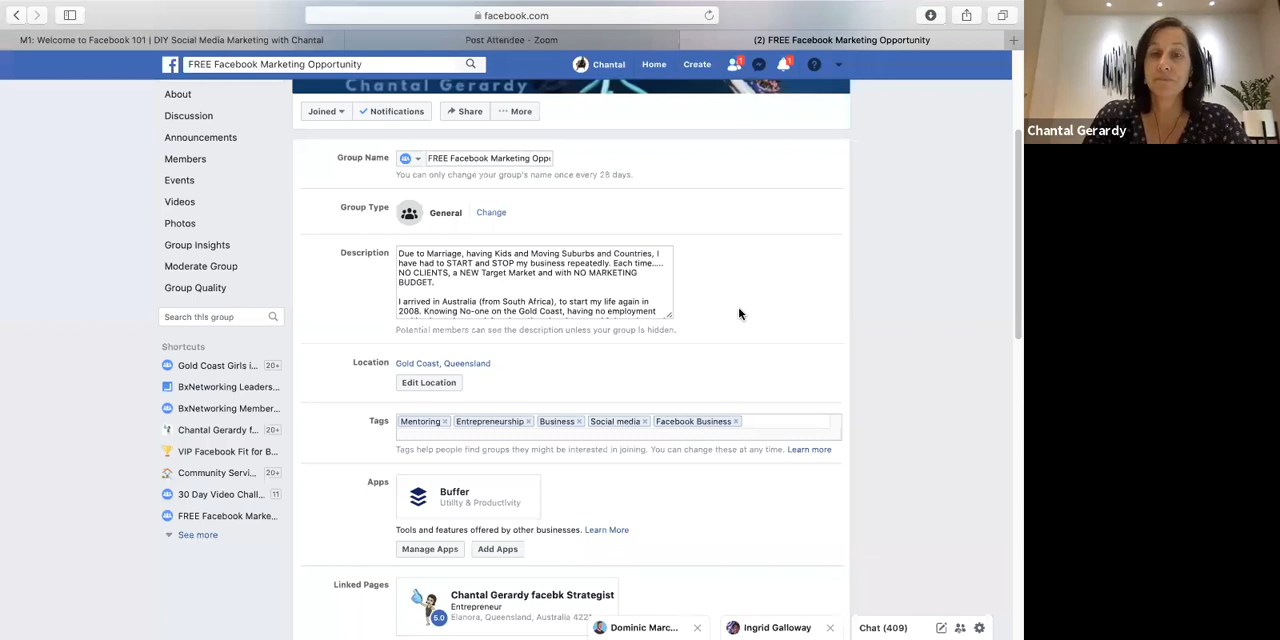 facebook.com
M1: Welcome to Facebook 101 | DIY Social Media Marketing with Chantal
Post Attendee - Zoom
(2) FREE Facebook Marketing Opportunity
FREE Facebook Marketing Opportunity
Chantal
Home
Create
1
1
Chantal Gerardy
Joined
Notifications
Share
More
About
Discussion
Announcements
Members
Events
Videos
Photos
Group Insights
Moderate Group
Group Quality
Search this group
Shortcuts
Gold Coast Girls i... 20+
BxNetworking Leaders...
BxNetworking Member...
Chantal Gerardy f... 20+
VIP Facebook Fit for B...
Community Servi... 20+
30 Day Video Chall... 11
FREE Facebook Marke...
See more
Group Name
FREE Facebook Marketing Oppo
You can only change your group's name once every 28 days.
Group Type
General
Change
Description
Due to Marriage, having Kids and Moving Suburbs and Countries, I
have had to START and STOP my business repeatedly. Each time.....
NO CLIENTS, a NEW Target Market and with NO MARKETING
BUDGET.
I arrived in Australia (from South Africa), to start my life again in
2008. Knowing No-one on the Gold Coast, having no employment
Potential members can see the description unless your group is hidden.
Location
Gold Coast, Queensland
Edit Location
Tags
Mentoring Entrepreneurship Business Social media Facebook Business
Tags help people find groups they might be interested in joining. You can change these at any time. Learn more
Apps
Buffer
Utility & Productivity
Tools and features offered by other businesses. Learn More
Manage Apps
Add Apps
Linked Pages
Chantal Gerardy facebk Strategist
Entrepreneur
Elanora, Queensland, Australia
5.0
Dominic Marc...
Ingrid Galloway
Chat (409)
Chantal Gerardy